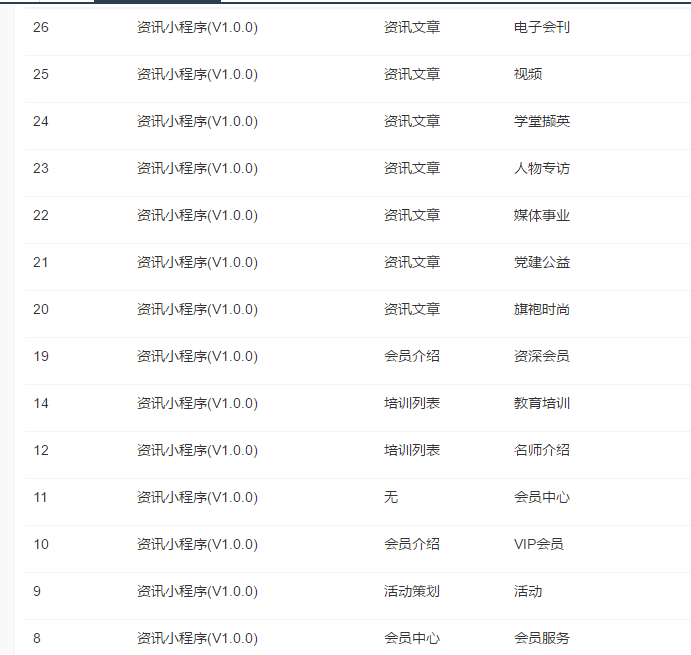 26 资讯小程序(V1.0.0) 资讯文章 电子会刊
25 资讯小程序(V1.0.0) 资讯文章 视频
24 资讯小程序(V1.0.0) 资讯文章 学堂撷英
23 资讯小程序(V1.0.0) 资讯文章 人物专访
22 资讯小程序(V1.0.0) 资讯文章 媒体事业
21 资讯小程序(V1.0.0) 资讯文章 党建公益
20 资讯小程序(V1.0.0) 资讯文章 旗袍时尚
19 资讯小程序(V1.0.0) 会员介绍 资深会员
14 资讯小程序(V1.0.0) 培训列表 教育培训
12 资讯小程序(V1.0.0) 培训列表 名师介绍
11 资讯小程序(V1.0.0) 无 会员中心
10 资讯小程序(V1.0.0) 会员介绍 VIP会员
9 资讯小程序(V1.0.0) 活动策划 活动
8 资讯小程序(V1.0.0) 会员中心 会员服务